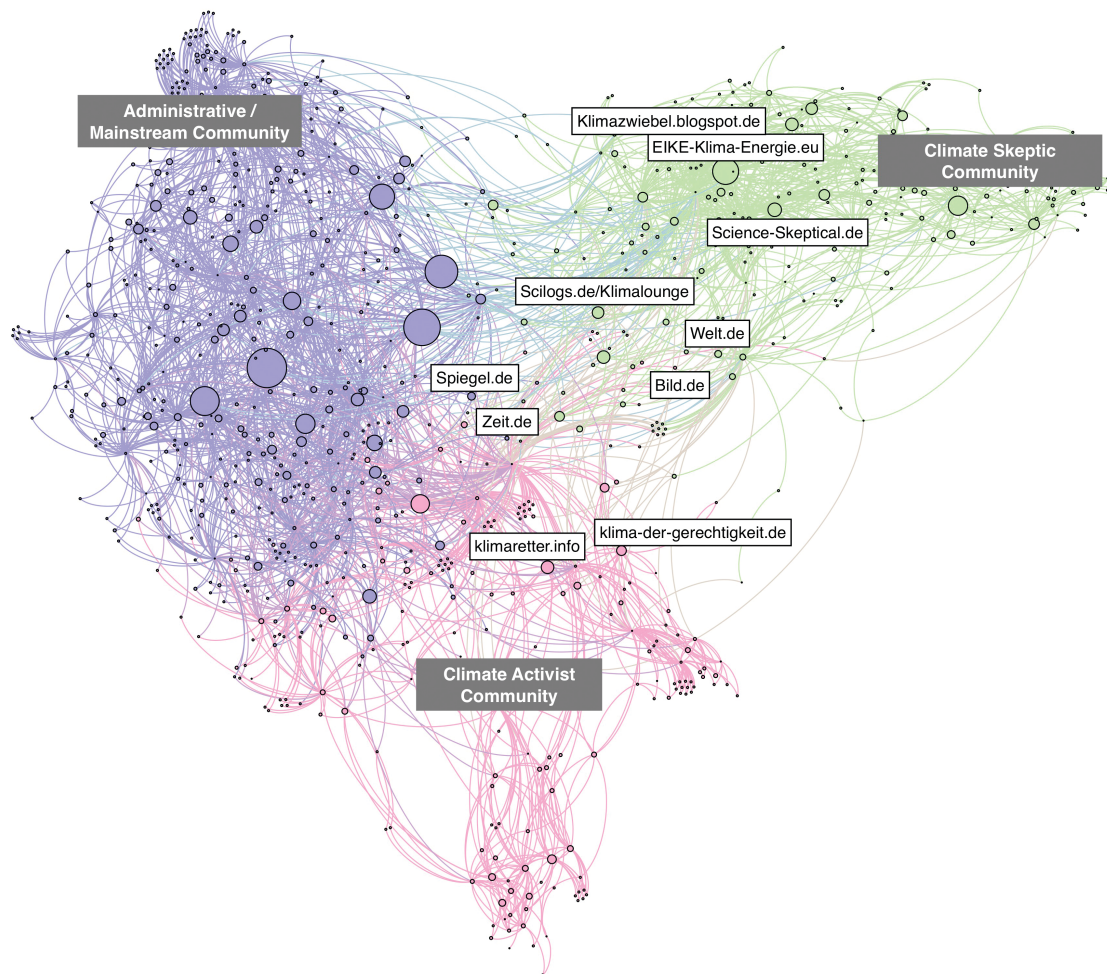 Administrative /
Mainstream Community
Klimazwiebel.blogspot.de
EIKE-Klima-Energie.eu
Climate Skeptic
Community
Science-Skeptical.de
Scilogs.de/Klimalounge
Welt.de
Spiegel.de
Bild.de
Zeit.de
klima-der-gerechtigkeit.de
klimaretter.info
Climate Activist
Community